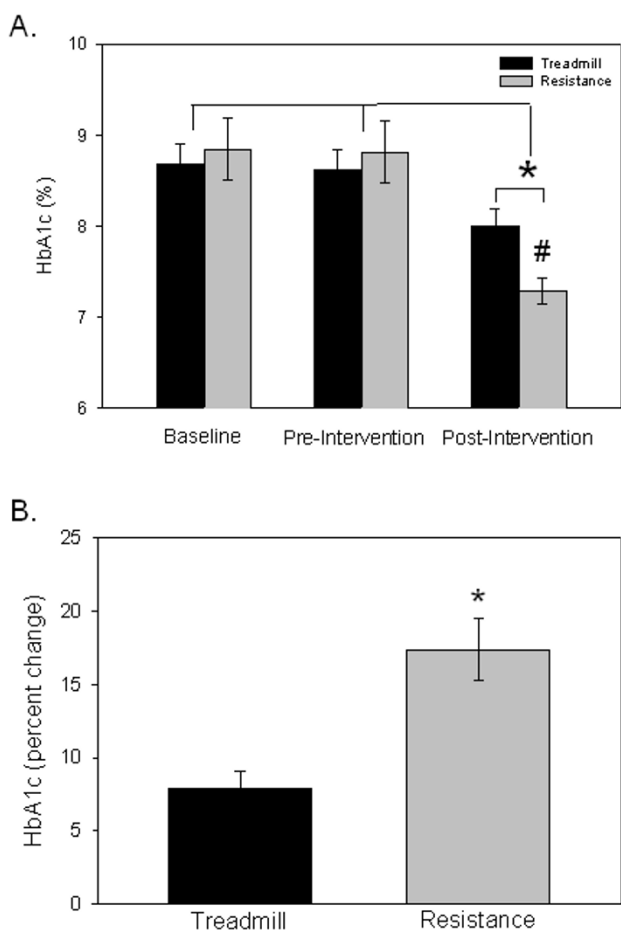 A.
HbA1c (%)
10
9
8
7
6
Treadmill
Resistance
*
#
Baseline
Pre-Intervention
Post-Intervention
B.
HbA1c (percent change)
25
20
15
10
5
0
*
Treadmill
Resistance